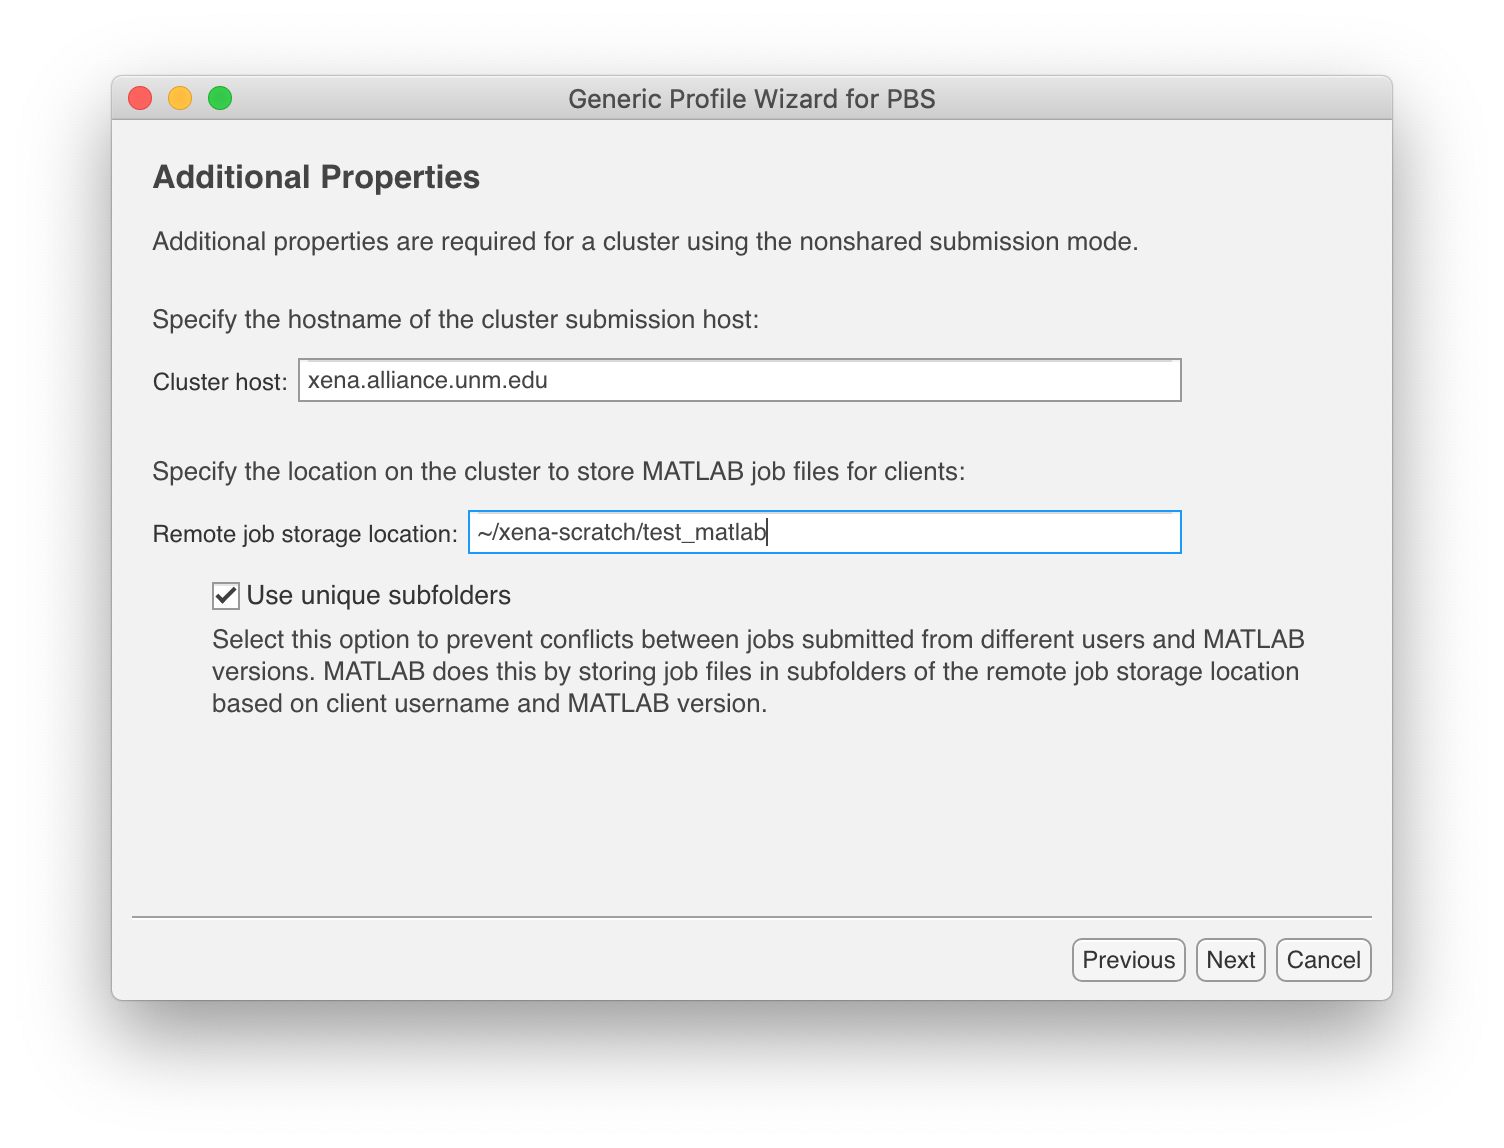 Generic Profile Wizard for PBS
Additional Properties
Additional properties are required for a cluster using the nonshared submission mode.
Specify the hostname of the cluster submission host:
Cluster host: xena.alliance.unm.edu
Specify the location on the cluster to store MATLAB job files for clients:
Remote job storage location: ~/xena-scratch/test_matlab
Use unique subfolders
Select this option to prevent conflicts between jobs submitted from different users and MATLAB
versions. MATLAB does this by storing job files in subfolders of the remote job storage location
based on client username and MATLAB version.
Previous Next Cancel